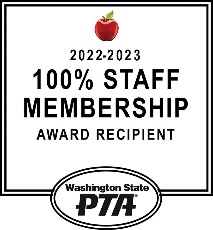 2022-2023
100% STAFF
MEMBERSHIP
AWARD RECIPIENT
Washington State
PTA®